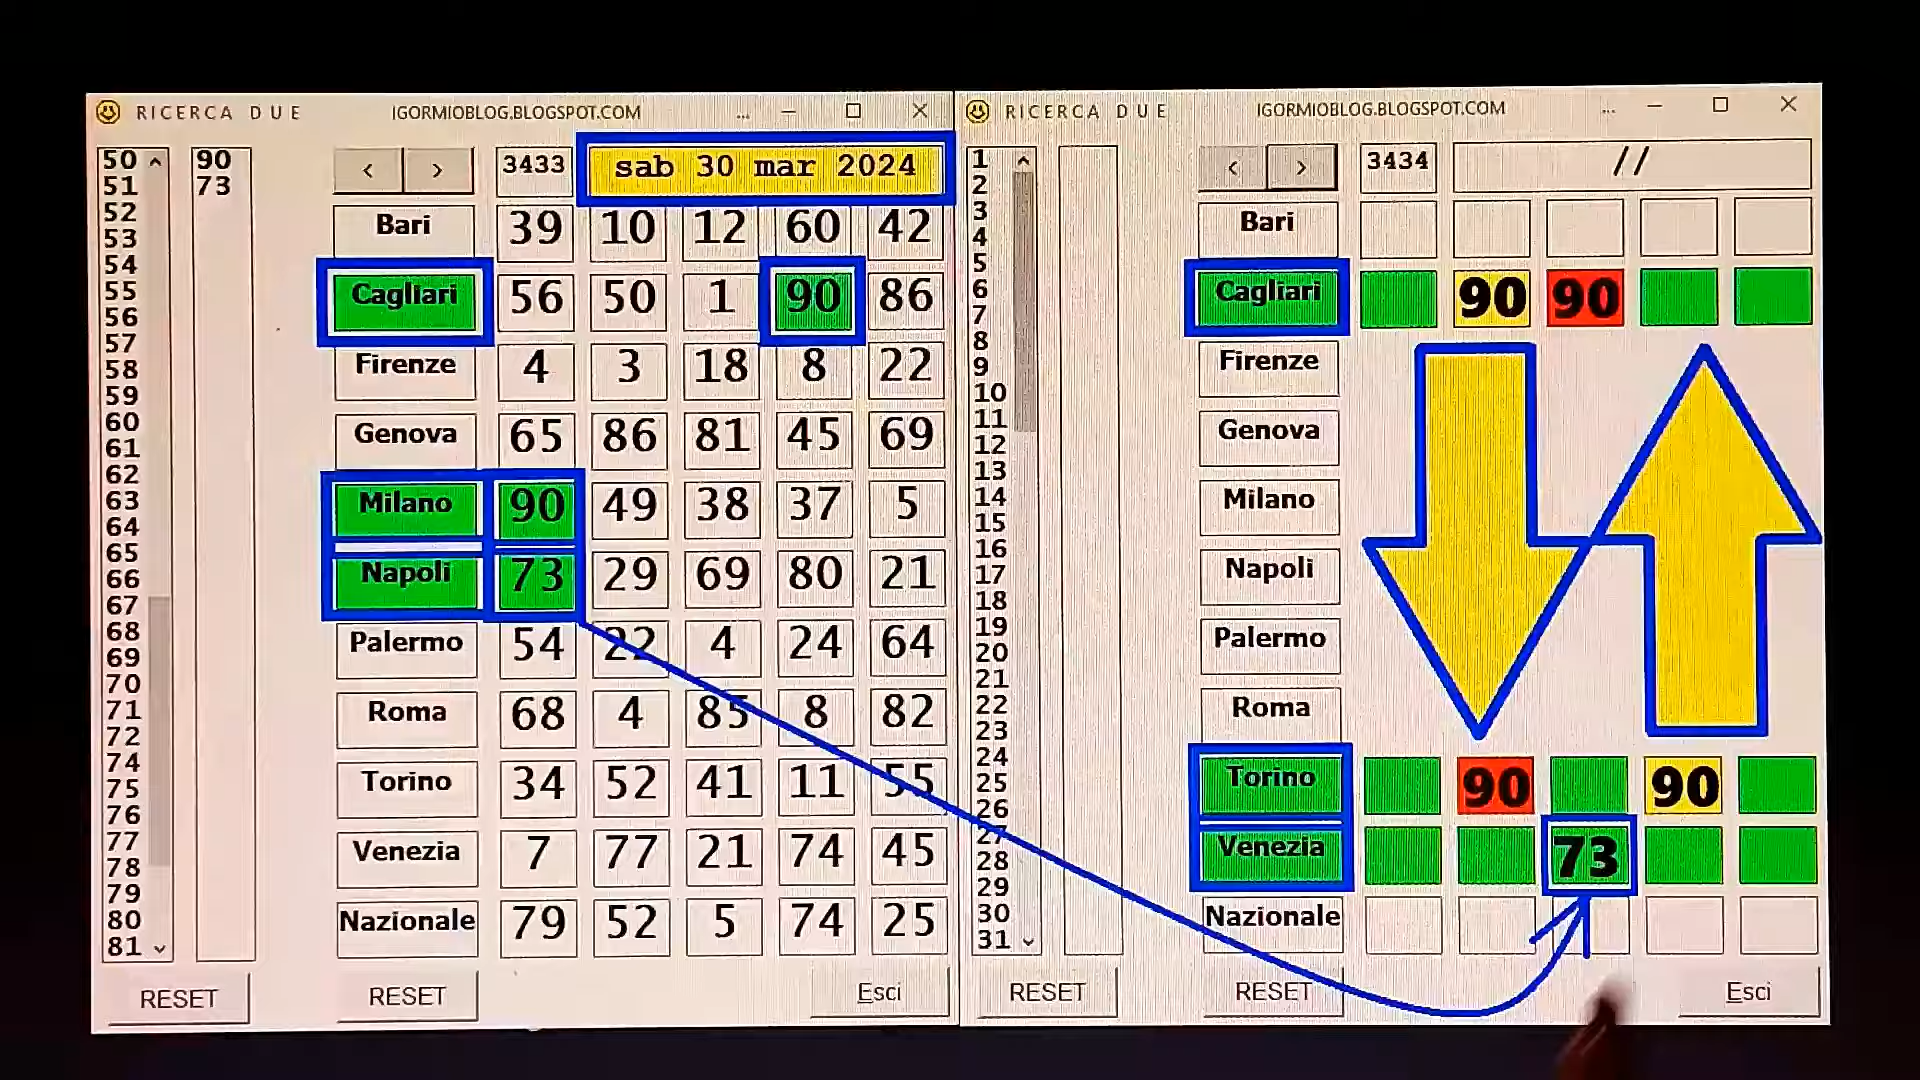 RICERCA DUE IGORMIOBLOG.BLOGSPOT.COM ...
50 90
51 73
52
53
54
55
56
57
58
59
60
61
62
63
64
65
66
67
68
69
70
71
72
74
75
76
77
78
79
80
81
RESET
< > 3433 sab 30 mar 2024
Bari 39 10 12 60 42
Cagliari 56 50 1 90 86
Firenze 4 3 18 8 22
Genova 65 86 81 45 69
Milano 90 49 38 37 5
Napoli 73 29 69 80 21
Palermo 54 22 4 24 64
Roma 68 4 85 8 82
Torino 34 52 41 11 55
Venezia 7 77 21 74 45
Nazionale 79 52 5 74 25
RESET Esci
RICERCA DUE IGORMIOBLOG.BLOGSPOT.COM ...
1
2
3
4
5
6
7
8
9
10
11
12
13
14
15
16
17
18
19
20
21
22
23
24
25
26
27
28
29
30
31
RESET
< > 3434 //
Bari
Cagliari 90 90
Firenze
Genova
Milano
Napoli
Palermo
Roma
Torino 90 90
Venezia 73
Nazionale
RESET Esci